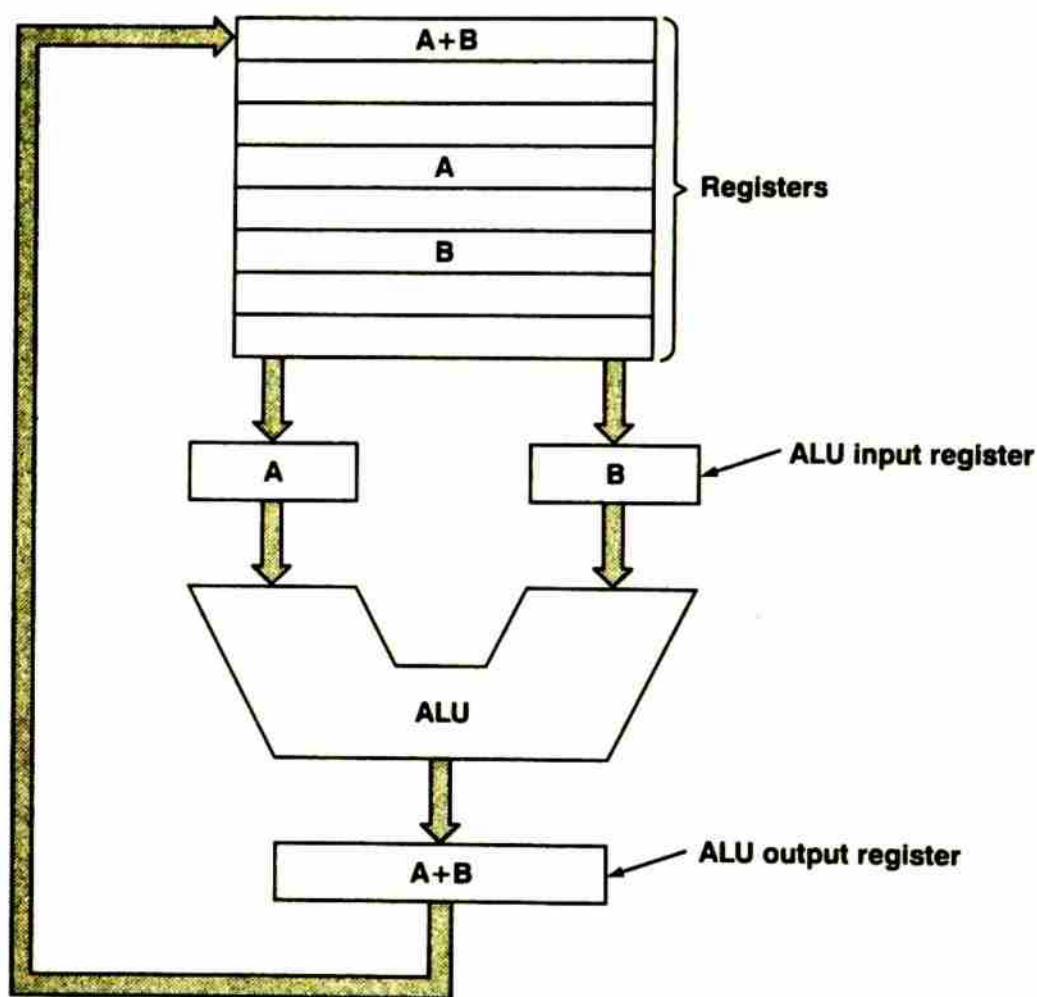 A+B
A
Registers
B
A
B
ALU input register
ALU
A+B
ALU output register